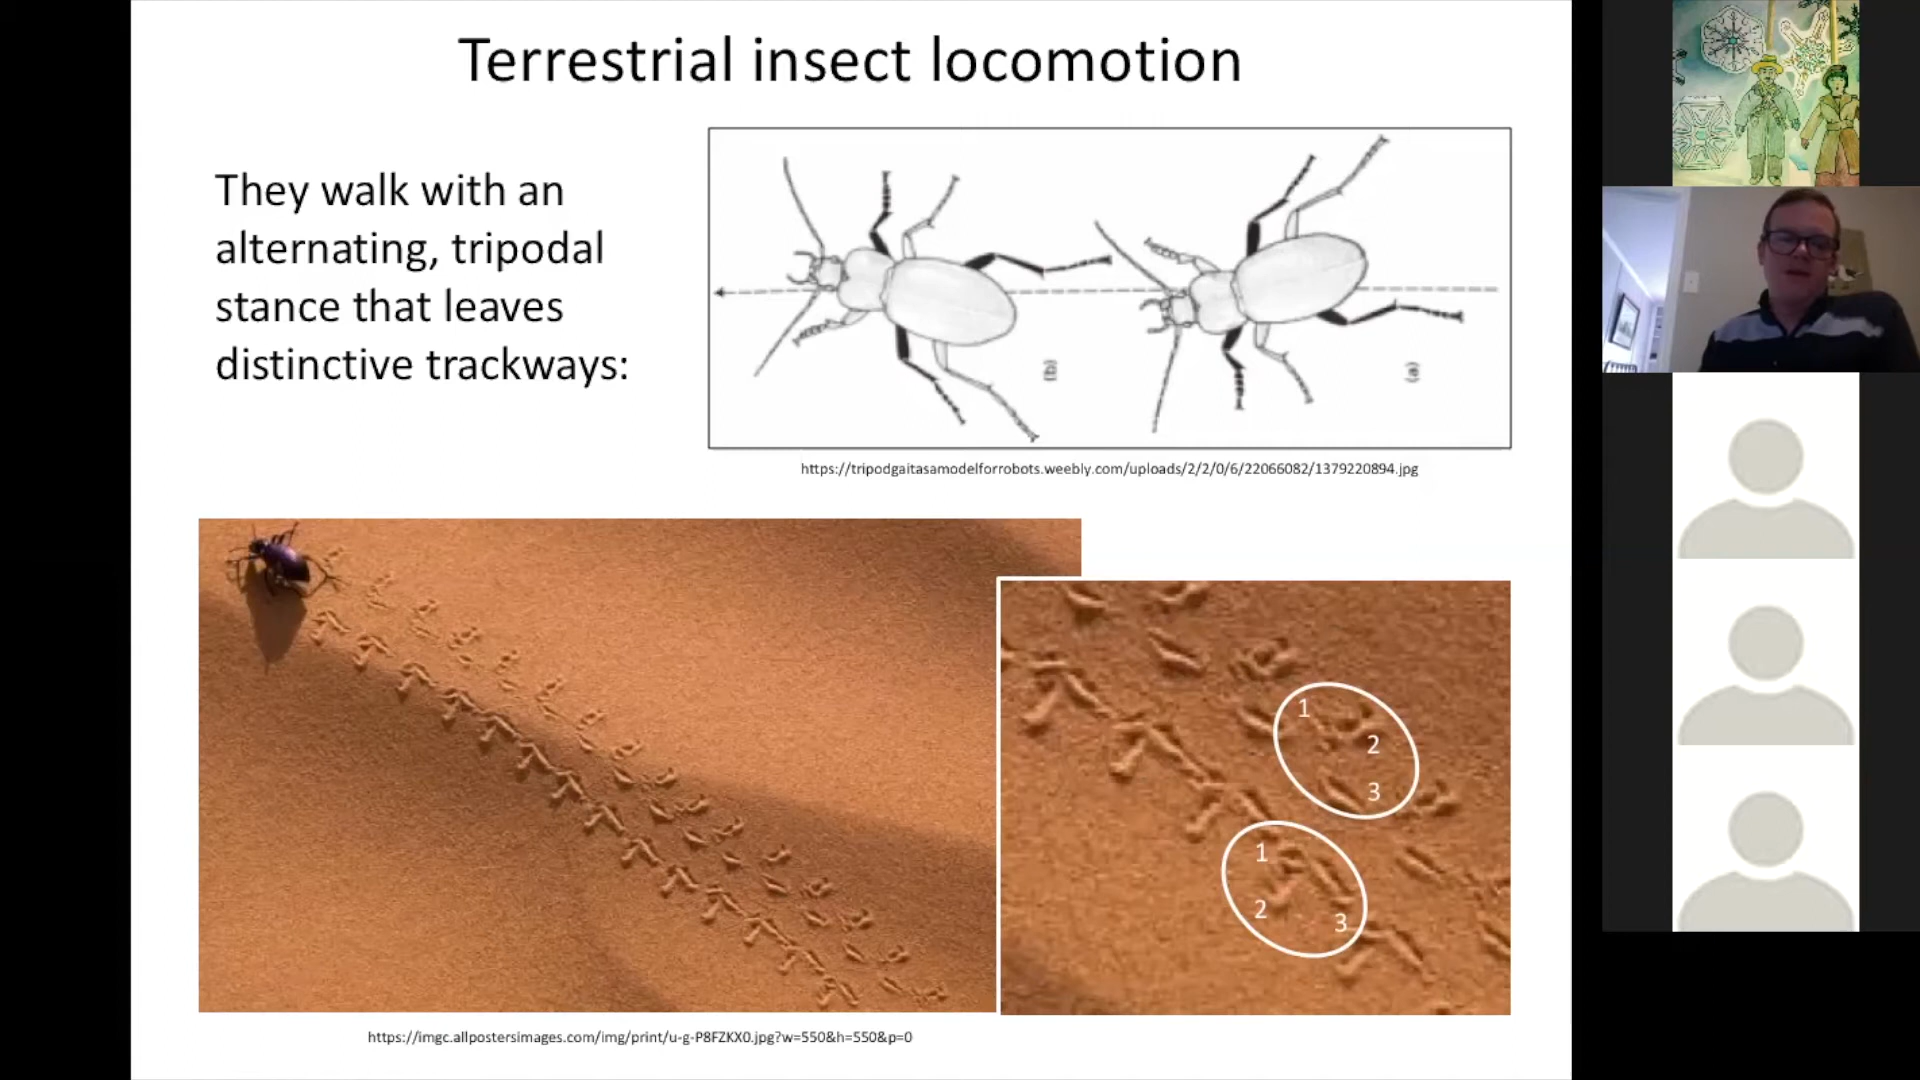 Terrestrial insect locomotion
They walk with an
alternating, tripodal
stance that leaves
distinctive trackways:
(b)
(a)
https://tripodgaitasamodelforrobots.weebly.com/uploads/2/2/0/6/22066082/1379220894.jpg
1
2
3
1
2
3
https://imgc.allpostersimages.com/img/print/u-g-P8FZKX0.jpg?w=550&h=550&p=0